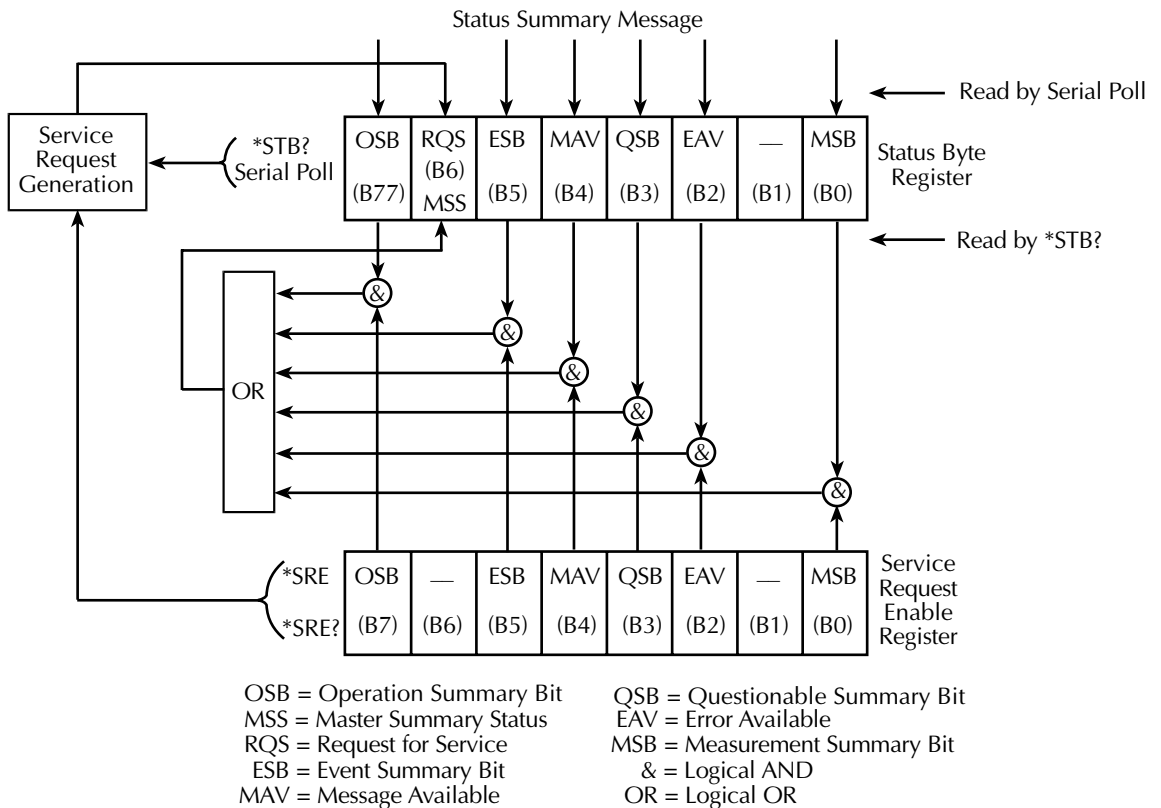 Status Summary Message
Read by Serial Poll
Service
Request
Generation
*STB?
Serial Poll
OSB
(B77)
RQS
(B6)
MSS
ESB
(B5)
MAV
(B4)
QSB
(B3)
EAV
(B2)
—
(B1)
MSB
(B0)
Status Byte
Register
Read by *STB?
&
&
&
&
&
&
OR
*SRE
*SRE?
OSB
(B7)
—
(B6)
ESB
(B5)
MAV
(B4)
QSB
(B3)
EAV
(B2)
—
(B1)
MSB
(B0)
Service
Request
Enable
Register
OSB = Operation Summary Bit
MSS = Master Summary Status
RQS = Request for Service
ESB = Event Summary Bit
MAV = Message Available
QSB = Questionable Summary Bit
EAV = Error Available
MSB = Measurement Summary Bit
& = Logical AND
OR = Logical OR